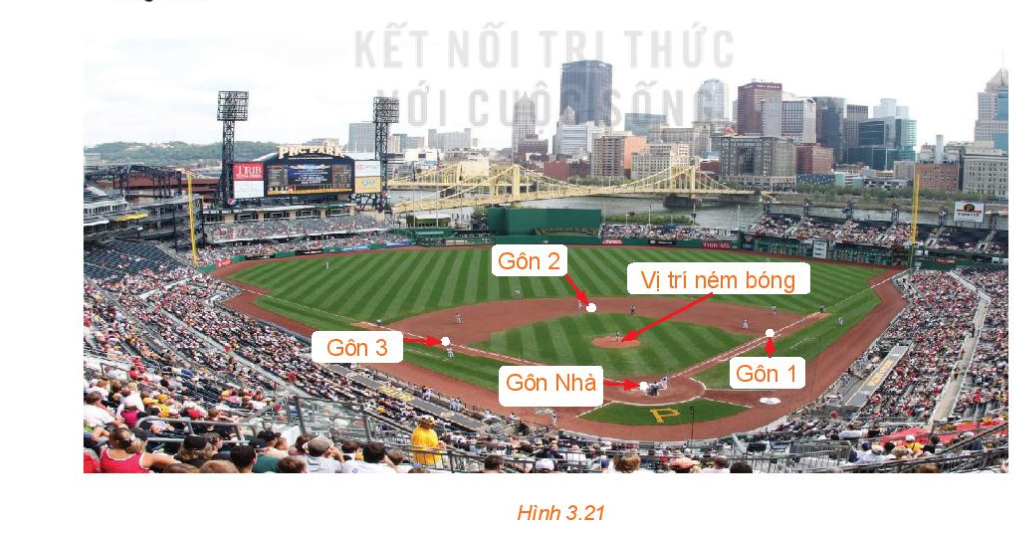 KẾT NỐI TRI THỨC
VỚI CUỘC SỐNG
PNC PARK
TRIB
Gôn 2
Vị trí ném bóng
Gôn 3
Gôn Nhà
Gôn 1
P
Hình 3.21